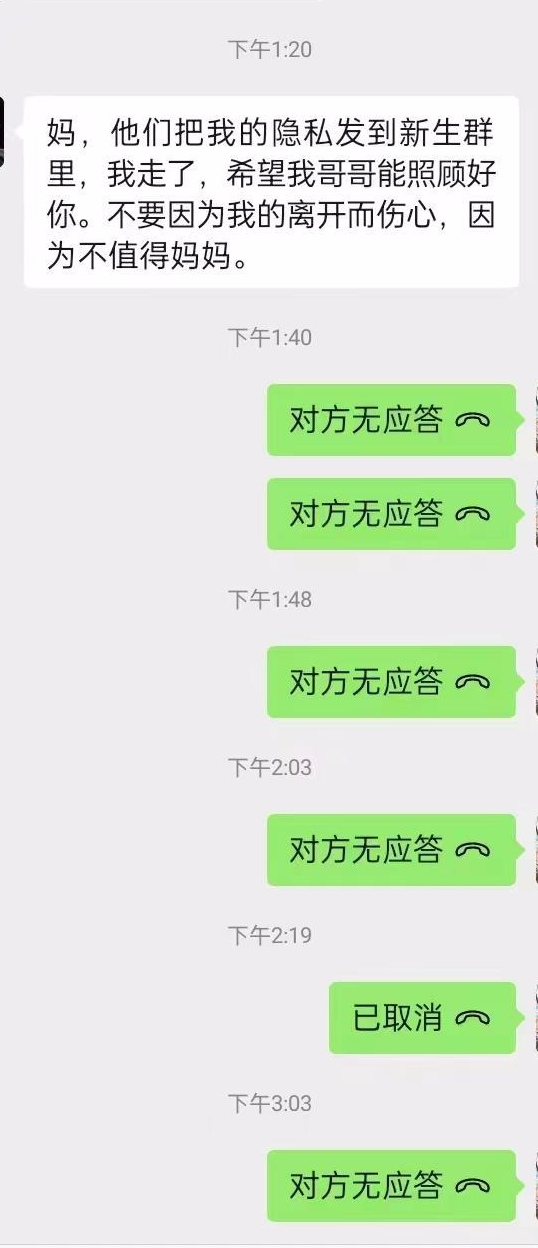 下午1:20
妈，他们把我的隐私发到新生群
里，我走了，希望我哥哥能照顾好
你。不要因为我的离开而伤心，因
为不值得妈妈。
下午1:40
对方无应答
对方无应答
下午1:48
对方无应答
下午2:03
对方无应答
下午2:19
已取消
下午3:03
对方无应答